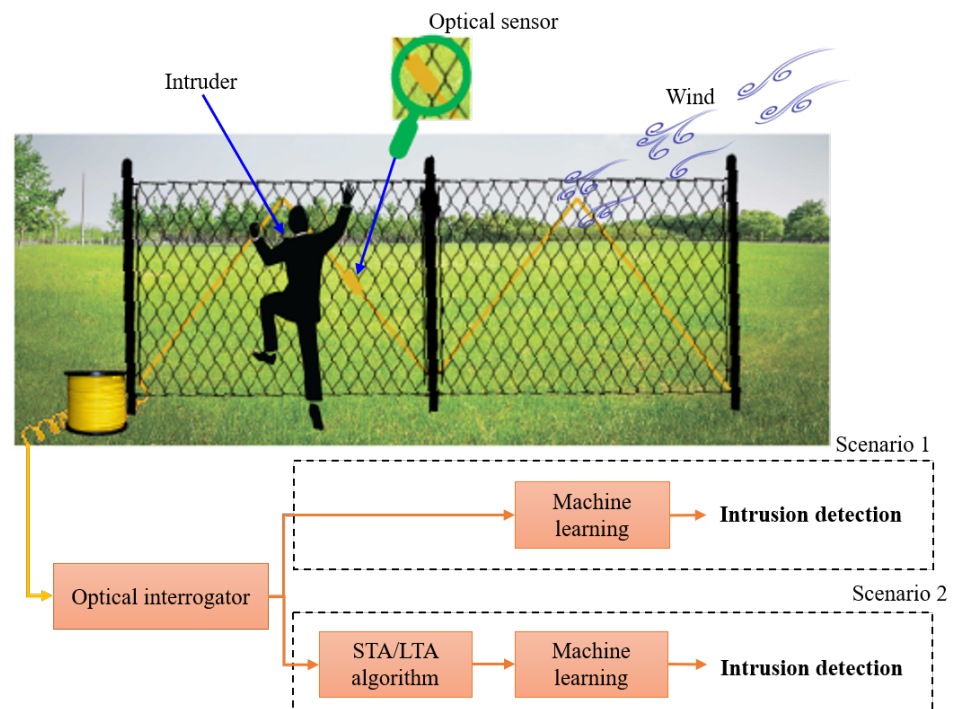 Optical sensor
Intruder
Wind
Scenario 1
Machine
learning
Intrusion detection
Optical interrogator
Scenario 2
STA/LTA
algorithm
Machine
learning
Intrusion detection